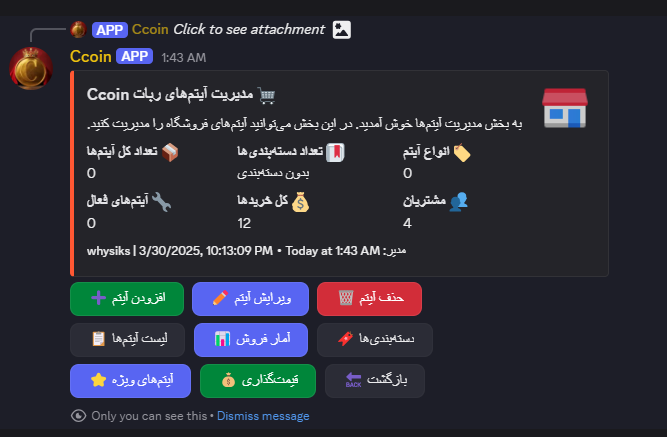 APP Ccoin Click to see attachment
Ccoin APP 1:43 AM
🛒 مدیریت آیتم‌های ربات Ccoin
به بخش مدیریت آیتم‌ها خوش آمدید. در این بخش می‌توانید آیتم‌های فروشگاه را مدیریت کنید.
📦 تعداد کل آیتم‌ها
0
📑 تعداد دسته‌بندی‌ها
بدون دسته‌بندی
🏷️ انواع آیتم
0
🔧 آیتم‌های فعال
0
💰 کل خریدها
12
👥 مشتریان
4
مدیر: whysiks | 3/30/2025, 10:13:09 PM • Today at 1:43 AM
➕ افزودن آیتم
✏️ ویرایش آیتم
🗑️ حذف آیتم
📋 لیست آیتم‌ها
📊 آمار فروش
🔖 دسته‌بندی‌ها
⭐ آیتم‌های ویژه
💰 قیمت‌گذاری
🔙 بازگشت
Only you can see this • Dismiss message